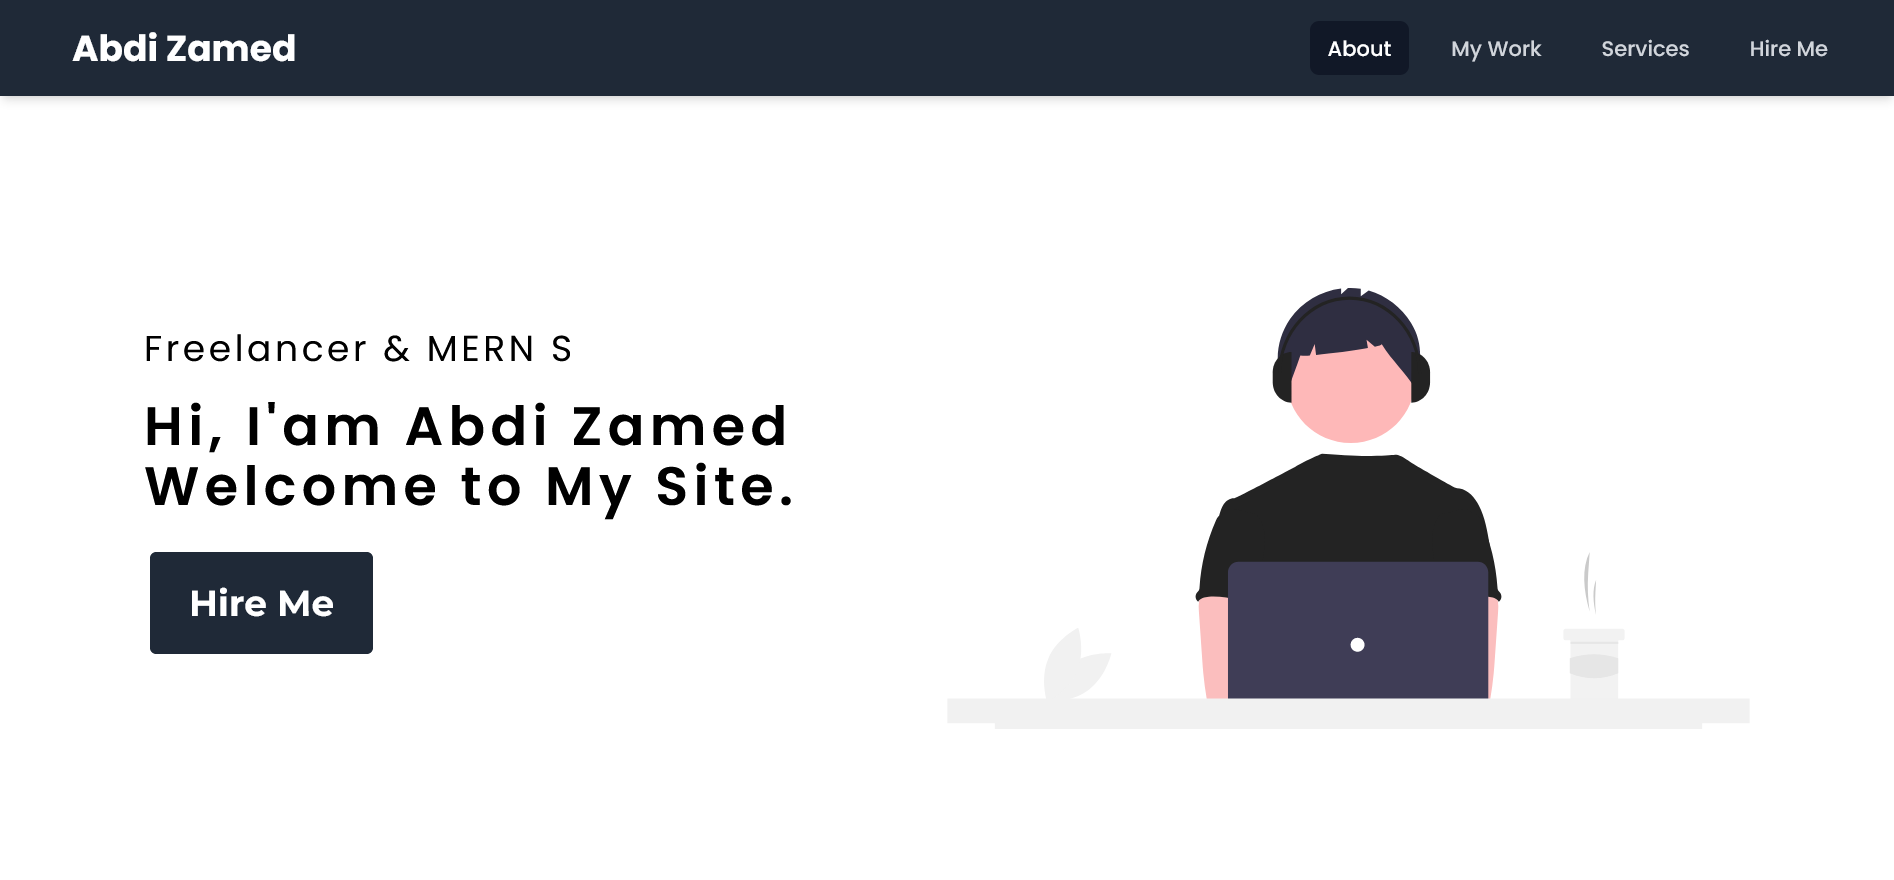 Abdi Zamed
About
My Work
Services
Hire Me
Freelancer & MERN S
Hi, I'am Abdi Zamed
Welcome to My Site.
Hire Me